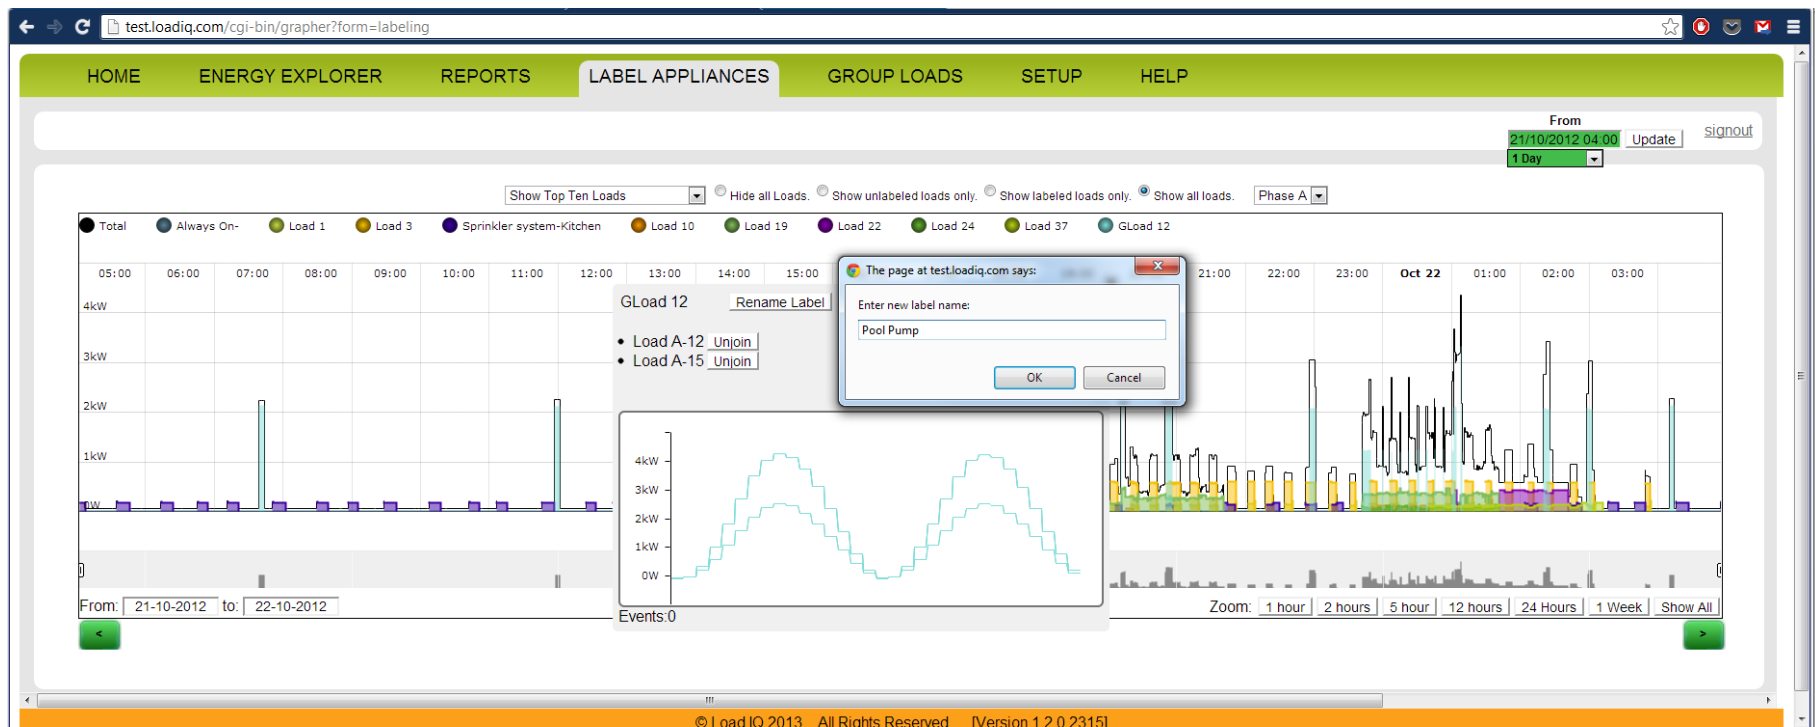 test.loadiq.com/cgi-bin/grapher?form=labeling
HOME ENERGY EXPLORER REPORTS LABEL APPLIANCES GROUP LOADS SETUP HELP
From
21/10/2012 04:00 Update signout
1 Day
Show Top Ten Loads Hide all Loads. Show unlabeled loads only. Show labeled loads only. Show all loads. Phase A
Total Always On- Load 1 Load 3 Sprinkler system-Kitchen Load 10 Load 19 Load 22 Load 24 Load 37 GLoad 12
05:00 06:00 07:00 08:00 09:00 10:00 11:00 12:00 13:00 14:00 15:00 21:00 22:00 23:00 Oct 22 01:00 02:00 03:00
The page at test.loadiq.com says:
Enter new label name:
Pool Pump
OK Cancel
GLoad 12 Rename Label
Load A-12 Unjoin
Load A-15 Unjoin
4kW
3kW
2kW
1kW
0W
4kW
3kW
2kW
1kW
0W
Events:0
From: 21-10-2012 to: 22-10-2012
Zoom: 1 hour 2 hours 5 hour 12 hours 24 Hours 1 Week Show All
< >
© Load IQ 2013 All Rights Reserved [Version 1.2.0.2315]